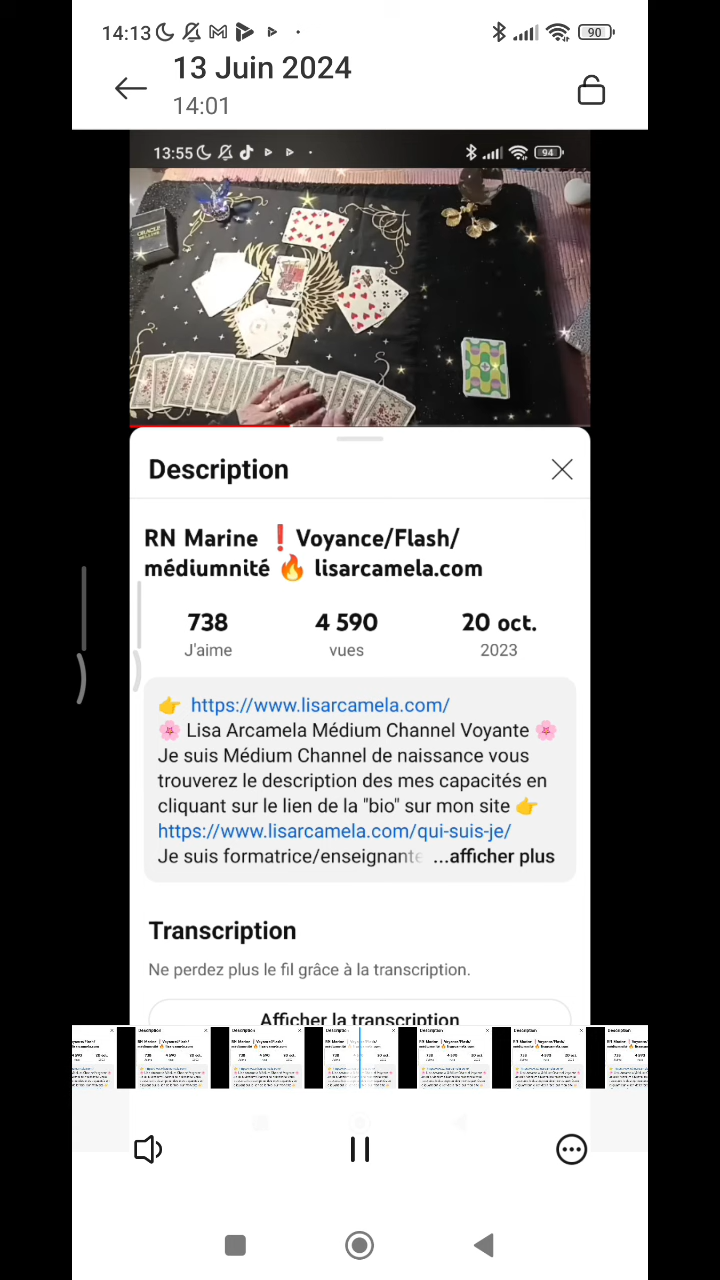 14:13
90
13 Juin 2024
14:01
13:55
94
ORACLE
Description
RN Marine ❗ Voyance/Flash/
médiumnité 🔥 lisarcamela.com
738
4 590
20 oct.
J'aime
vues
2023
👉 https://www.lisarcamela.com/
🌸 Lisa Arcamela Médium Channel Voyante 🌸
Je suis Médium Channel de naissance vous
trouverez le description des mes capacités en
cliquant sur le lien de la "bio" sur mon site 👉
https://www.lisarcamela.com/qui-suis-je/
Je suis formatrice/enseignante ...afficher plus
Transcription
Ne perdez plus le fil grâce à la transcription.
Afficher la transcription